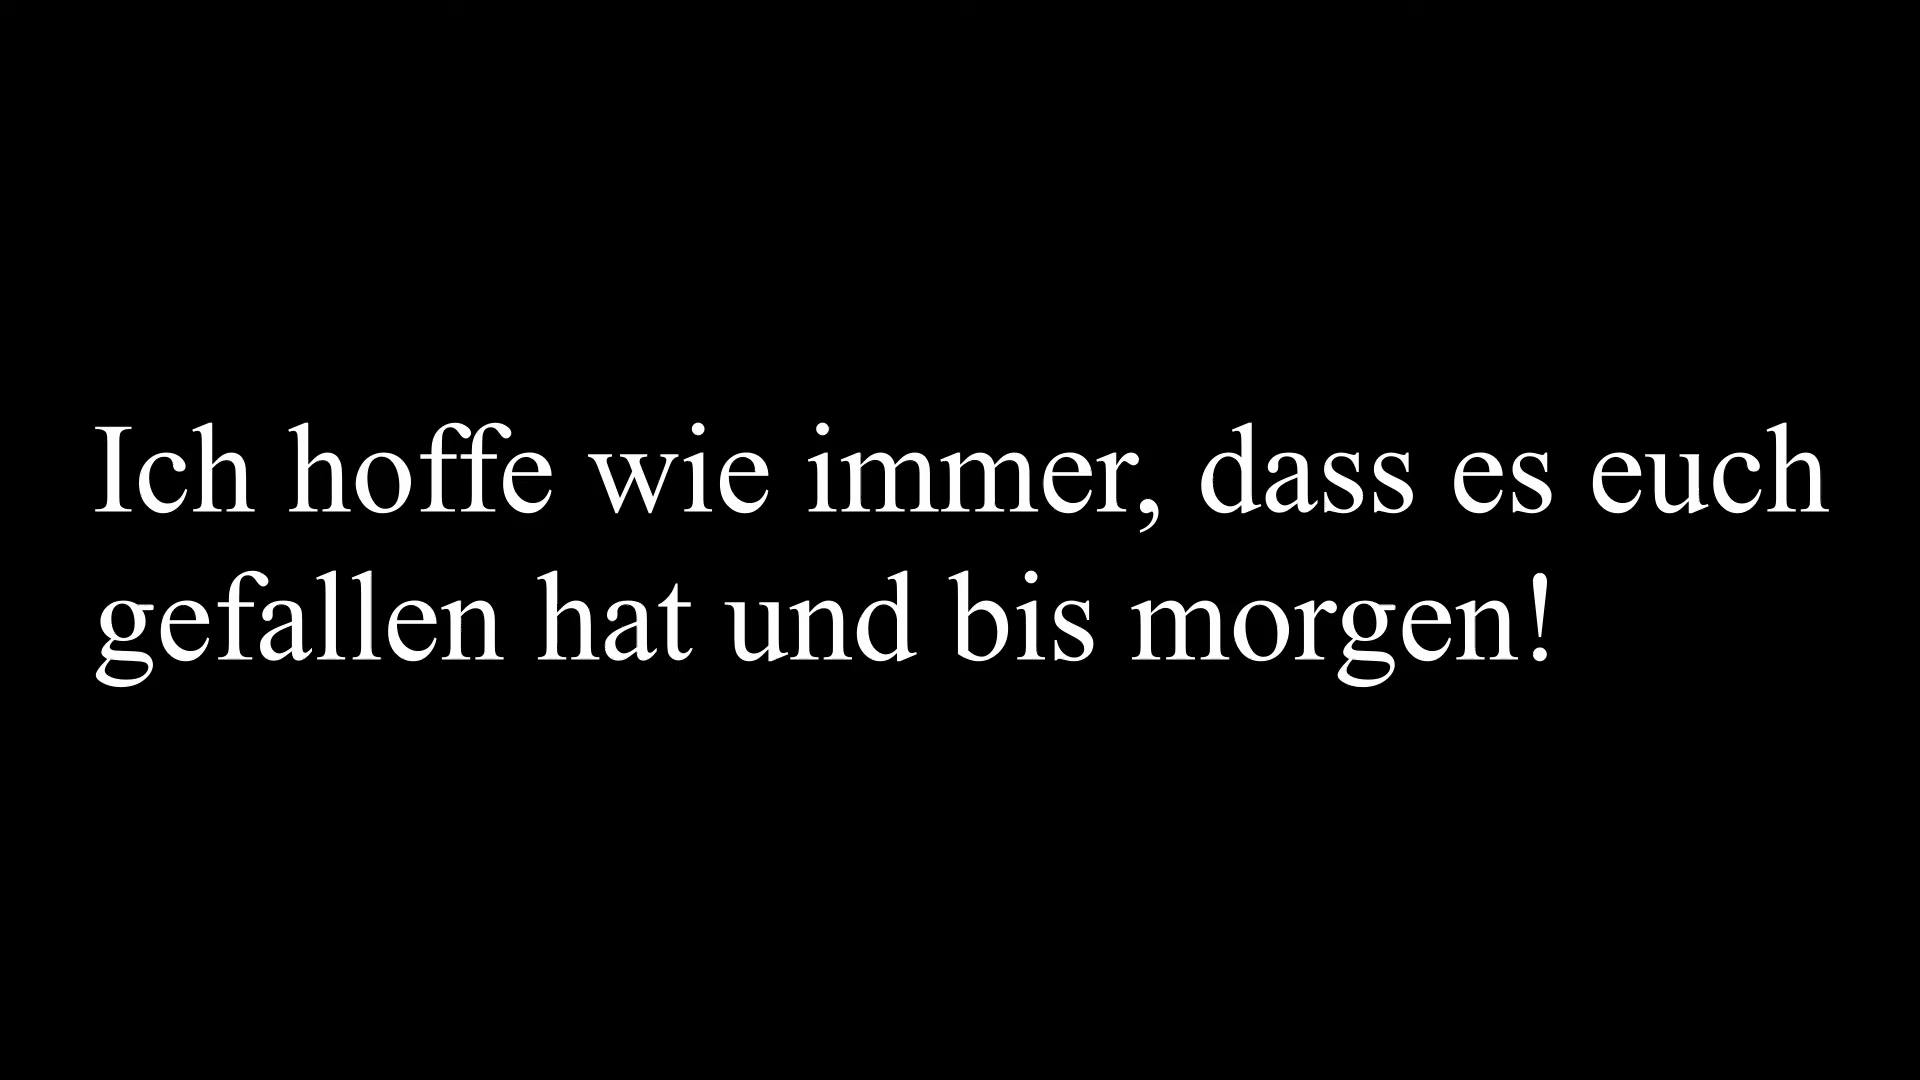 Ich hoffe wie immer, dass es euch
gefallen hat und bis morgen!